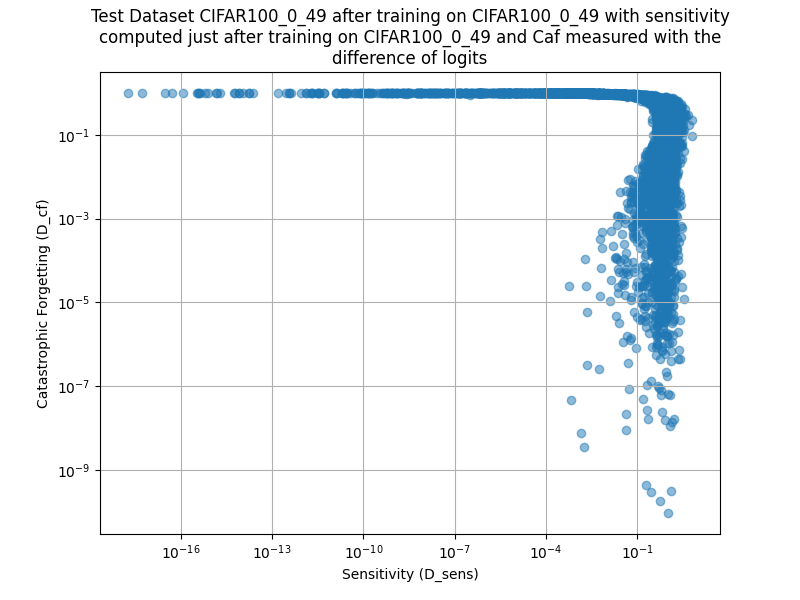 Test Dataset CIFAR100_0_49 after training on CIFAR100_0_49 with sensitivity
computed just after training on CIFAR100_0_49 and Caf measured with the
difference of logits
Catastrophic Forgetting (D_cf)
10⁻¹
10⁻³
10⁻⁵
10⁻⁷
10⁻⁹
10⁻¹⁶ 10⁻¹³ 10⁻¹⁰ 10⁻⁷ 10⁻⁴ 10⁻¹
Sensitivity (D_sens)